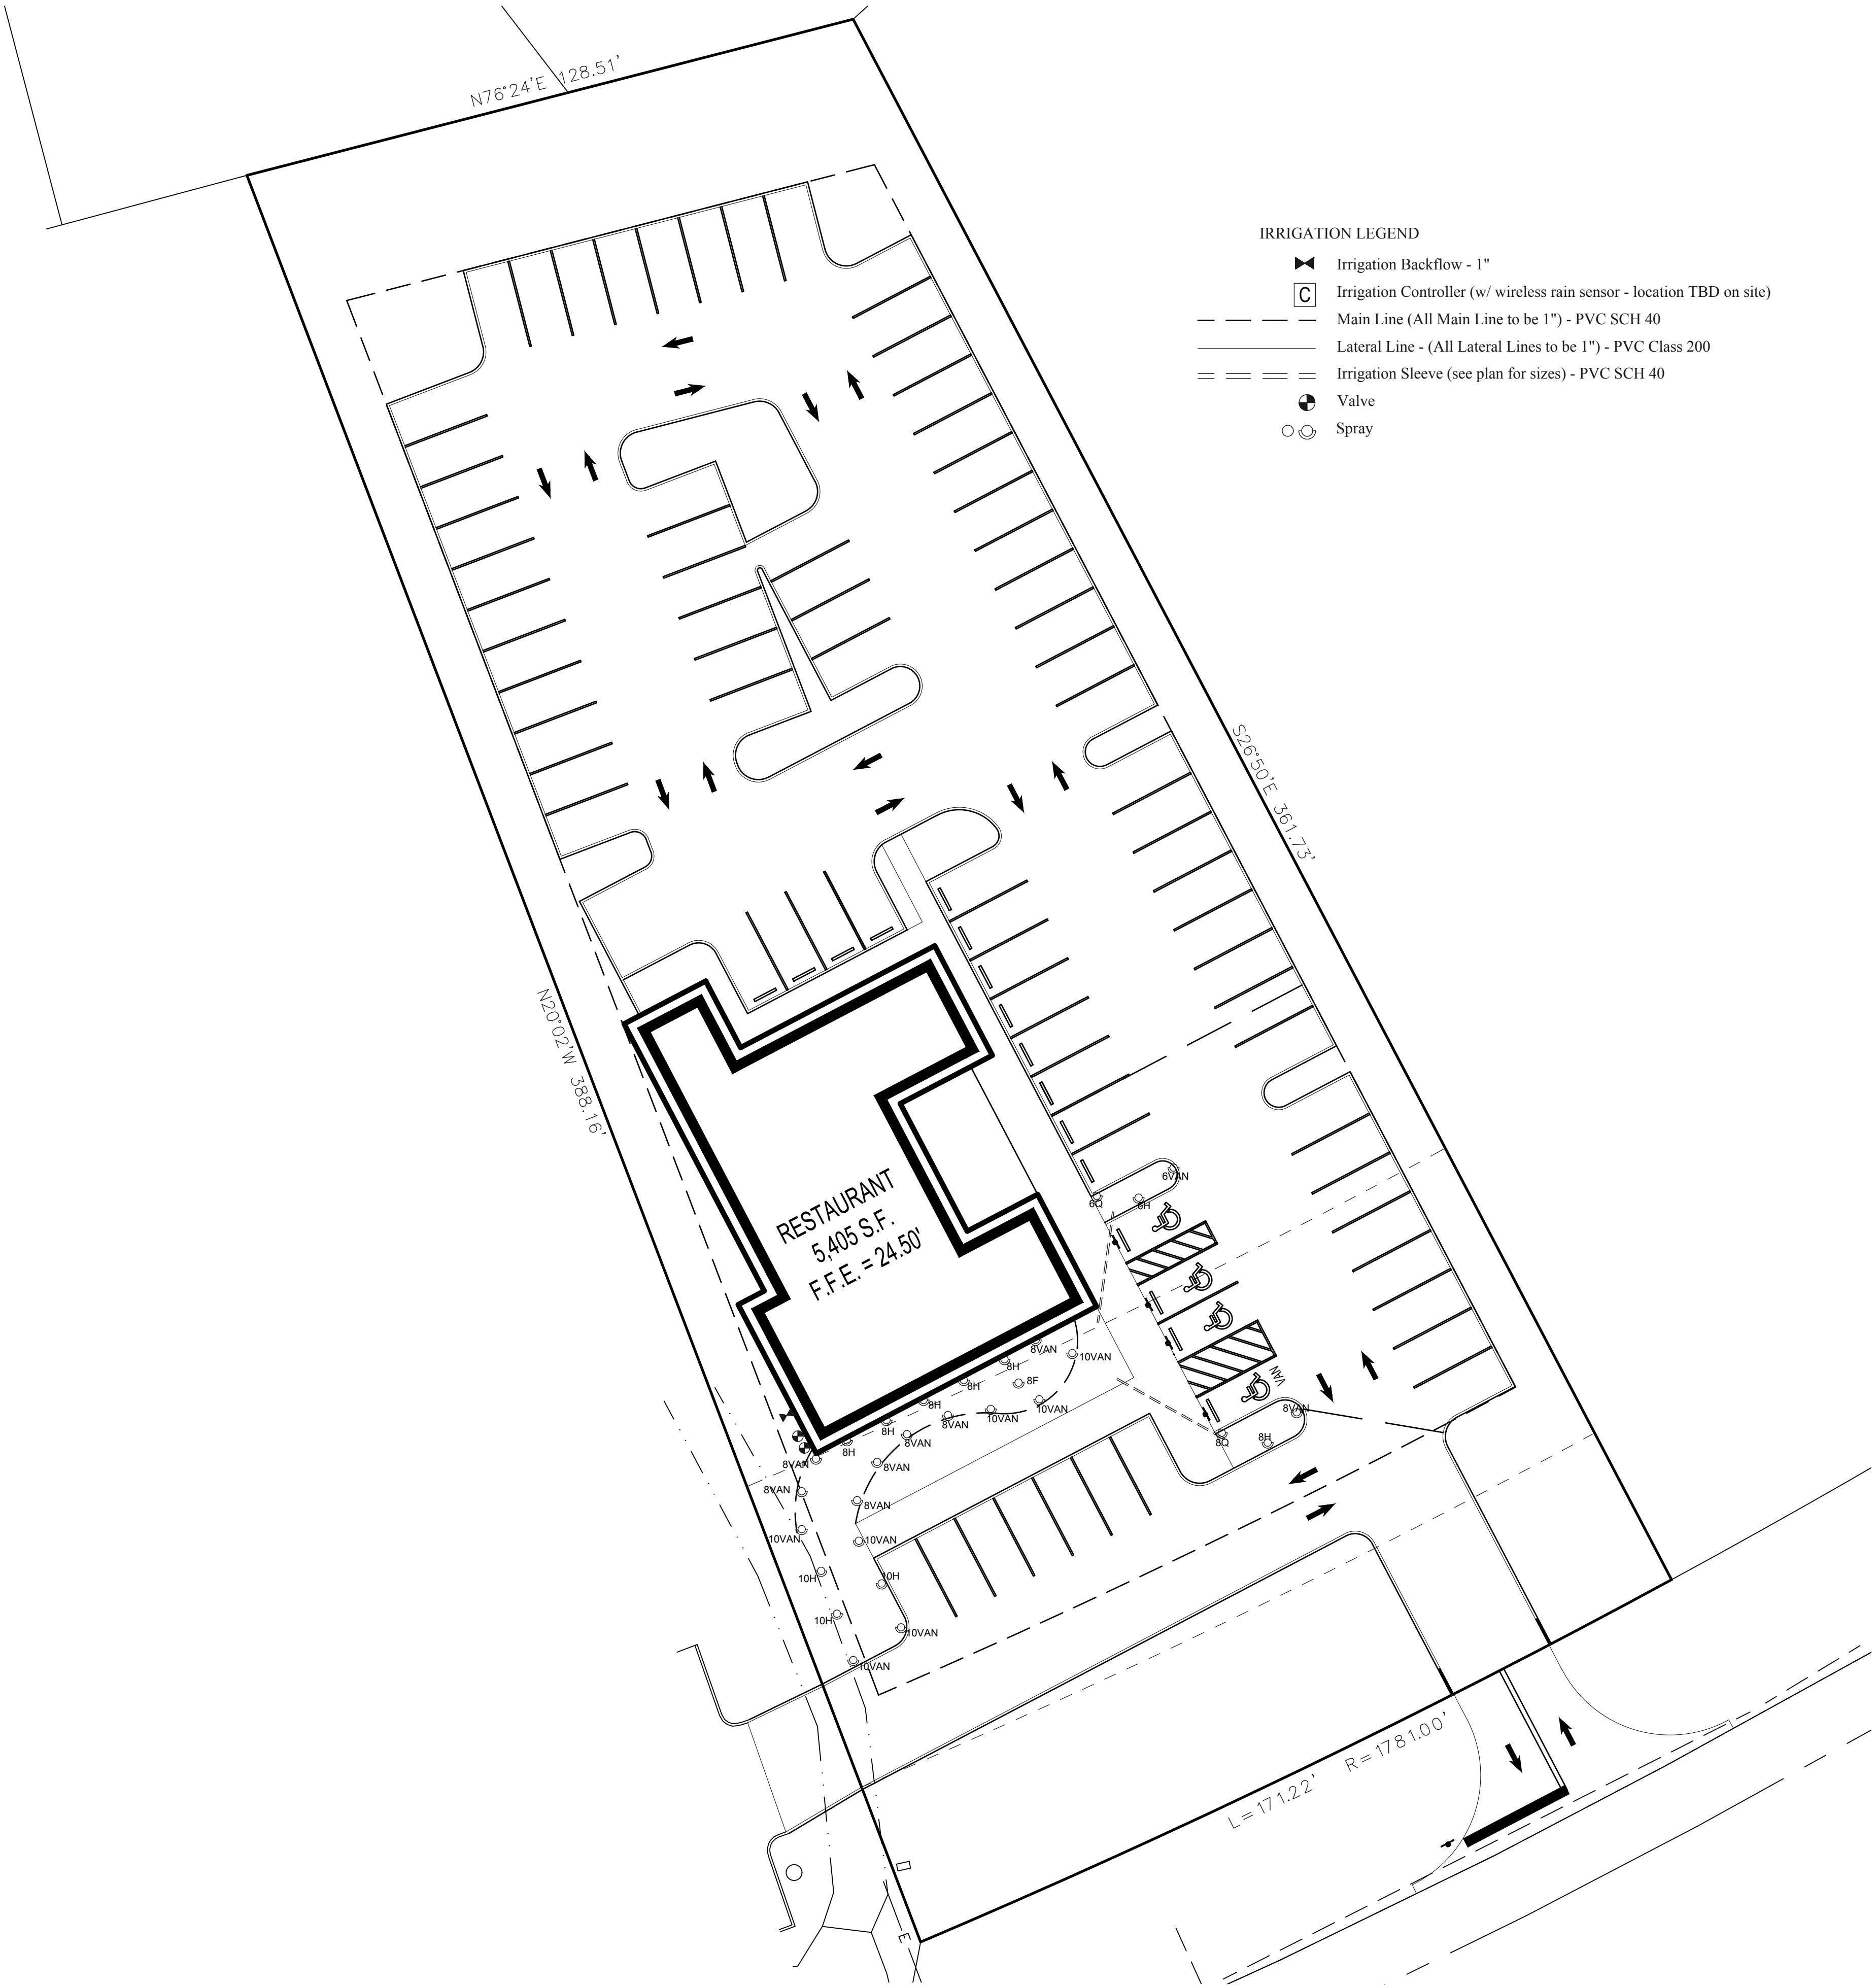 N76°24'E 128.51'
IRRIGATION LEGEND
Irrigation Backflow - 1"
C
Irrigation Controller (w/ wireless rain sensor - location TBD on site)
Main Line (All Main Line to be 1") - PVC SCH 40
Lateral Line - (All Lateral Lines to be 1") - PVC Class 200
Irrigation Sleeve (see plan for sizes) - PVC SCH 40
Valve
Spray
S26°50'E 361.73'
N20°02'W 388.16'
RESTAURANT
5,405 S.F.
F.F.E. = 24.50'
6VAN
6Q
6H
8VAN
10VAN
8H
8F
8H
8H
10VAN
10VAN
8VAN
8H
8VAN
8H
8VAN
8VAN
8VAN
8VAN
10VAN
10VAN
10H
10H
10H
10VAN
10VAN
VAN
8VAN
8Q
8H
L=171.22' R=1781.00'
E